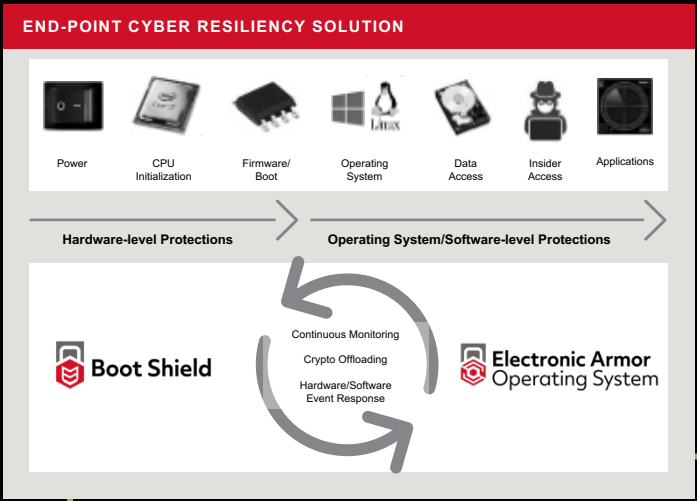 END-POINT CYBER RESILIENCY SOLUTION
Linux
Power
CPU
Initialization
Firmware/
Boot
Operating
System
Data
Access
Insider
Access
Applications
Hardware-level Protections
Operating System/Software-level Protections
Continuous Monitoring
Crypto Offloading
Hardware/Software
Event Response
Boot Shield
Electronic Armor
Operating System